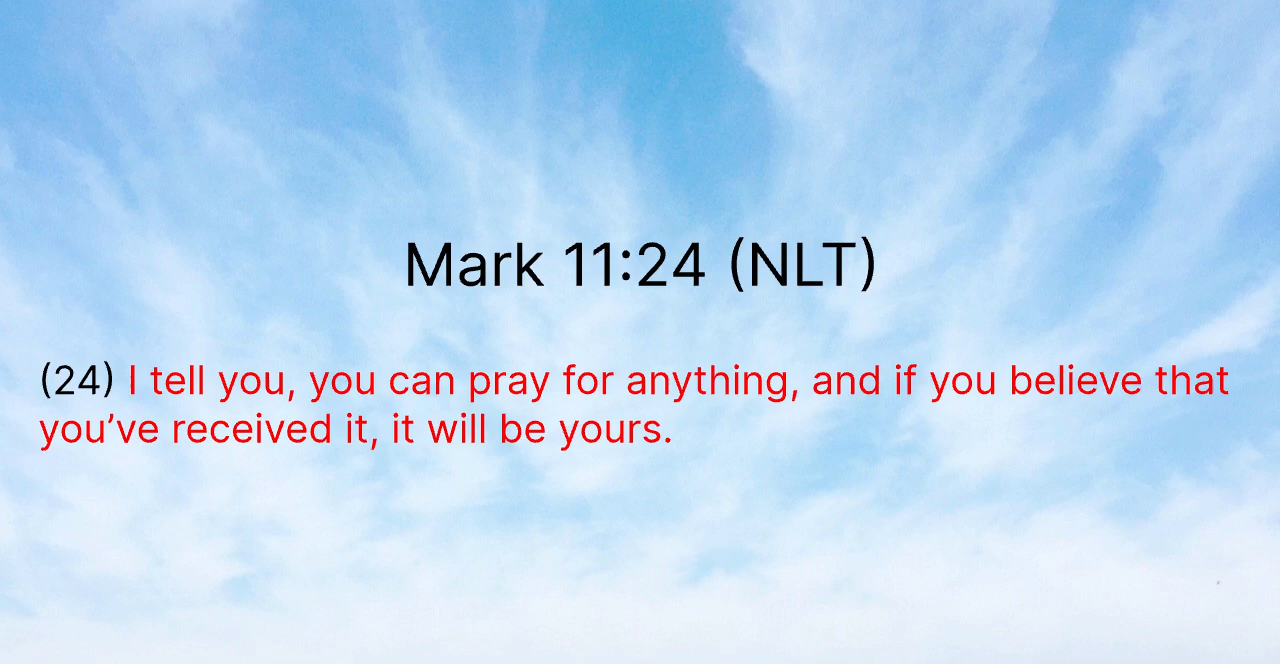 Mark 11:24 (NLT)
(24) I tell you, you can pray for anything, and if you believe that
you’ve received it, it will be yours.